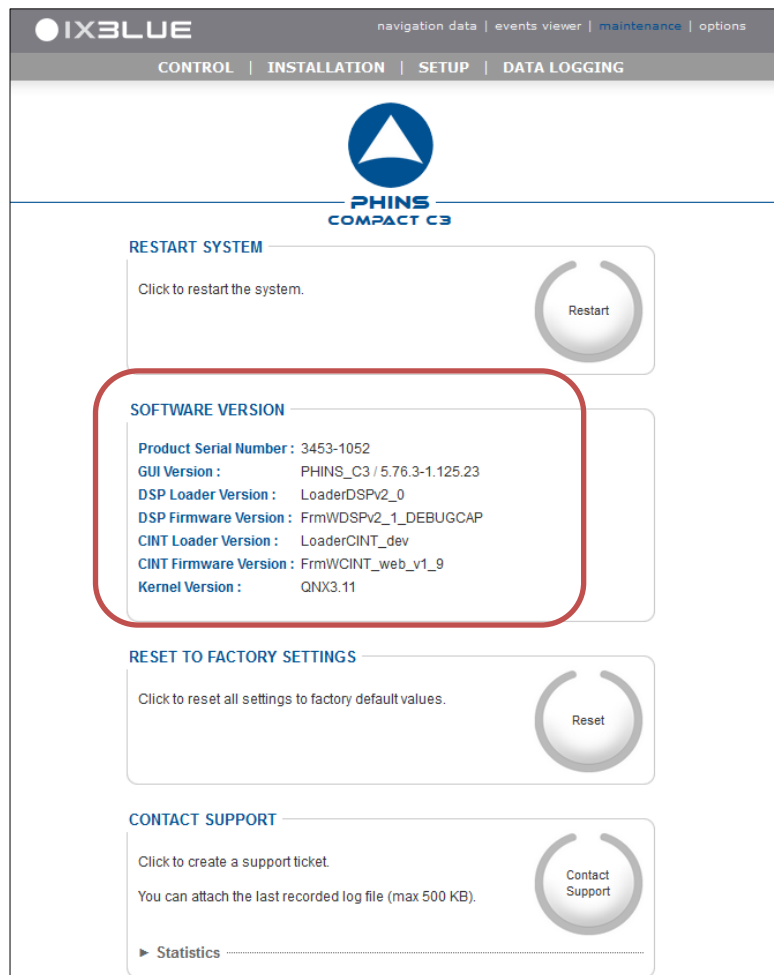 IXBLUE
navigation data | events viewer | maintenance | options
CONTROL | INSTALLATION | SETUP | DATA LOGGING
PHINS
COMPACT C3
RESTART SYSTEM
Click to restart the system.
Restart
SOFTWARE VERSION
Product Serial Number : 3453-1052
GUI Version : PHINS_C3 / 5.76.3-1.125.23
DSP Loader Version : LoaderDSPv2_0
DSP Firmware Version : FrmWDSPv2_1_DEBUGCAP
CINT Loader Version : LoaderCINT_dev
CINT Firmware Version : FrmWCINT_web_v1_9
Kernel Version : QNX3.11
RESET TO FACTORY SETTINGS
Click to reset all settings to factory default values.
Reset
CONTACT SUPPORT
Click to create a support ticket.
You can attach the last recorded log file (max 500 KB).
Contact
Support
► Statistics